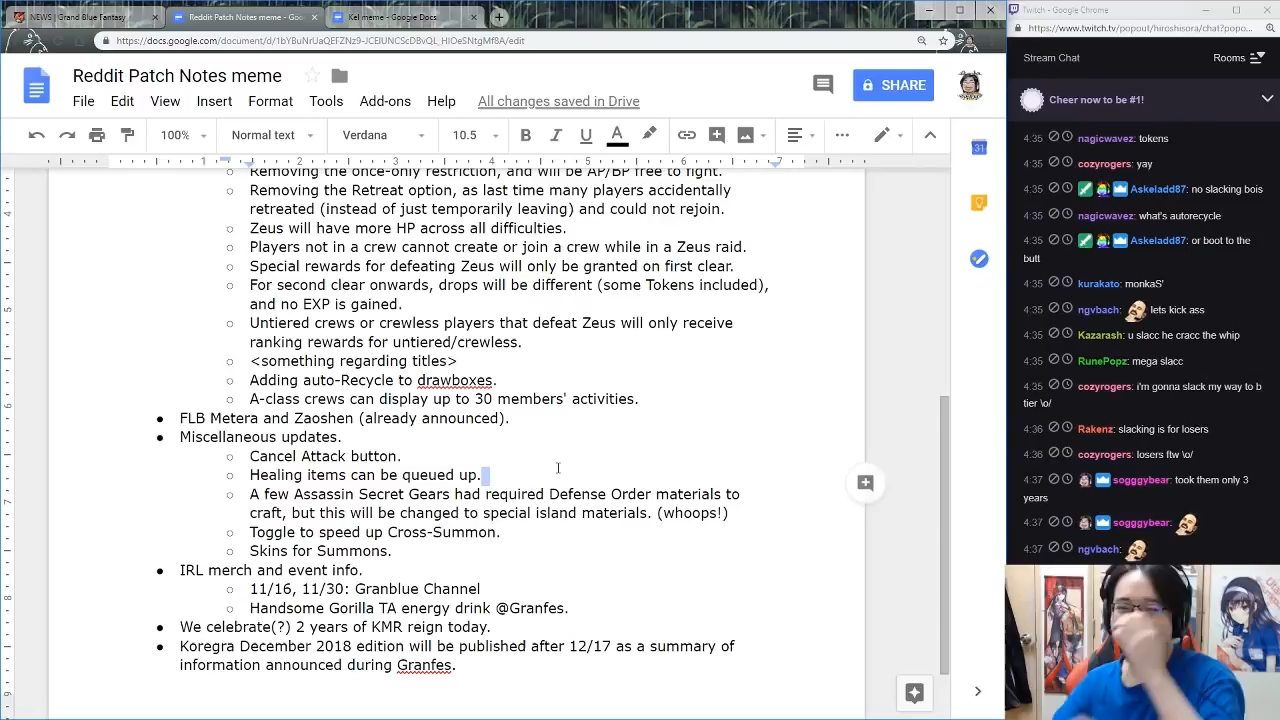 NEWS | Grand Blue Fantasy
Reddit Patch Notes meme - Goo
Kel meme - Google Docs
Twitch - Google Chrome
https://www.twitch.tv/popout/hiroshisora/chat?popo...
Reddit Patch Notes meme
File Edit View Insert Format Tools Add-ons Help All changes saved in Drive
SHARE
100% Normal text Verdana 10.5 B I U A
1 2 3 4 5 6 7
Removing the once-only restriction, and will be AP/BP free to fight.
Removing the Retreat option, as last time many players accidentally
retreated (instead of just temporarily leaving) and could not rejoin.
Zeus will have more HP across all difficulties.
Players not in a crew cannot create or join a crew while in a Zeus raid.
Special rewards for defeating Zeus will only be granted on first clear.
For second clear onwards, drops will be different (some Tokens included),
and no EXP is gained.
Untiered crews or crewless players that defeat Zeus will only receive
ranking rewards for untiered/crewless.
<something regarding titles>
Adding auto-Recycle to drawboxes.
A-class crews can display up to 30 members' activities.
FLB Metera and Zaoshen (already announced).
Miscellaneous updates.
Cancel Attack button.
Healing items can be queued up.
A few Assassin Secret Gears had required Defense Order materials to
craft, but this will be changed to special island materials. (whoops!)
Toggle to speed up Cross-Summon.
Skins for Summons.
IRL merch and event info.
11/16, 11/30: Granblue Channel
Handsome Gorilla TA energy drink @Granfes.
We celebrate(?) 2 years of KMR reign today.
Koregra December 2018 edition will be published after 12/17 as a summary of
information announced during Granfes.
31
Stream Chat
Rooms
Cheer now to be #1!
4:35 nagicwavez: tokens
4:35 cozyrogers: yay
4:35 Askeladd87: no slacking bois
4:35 nagicwavez: what's autorecycle
4:35 Askeladd87: or boot to the
butt
4:35 kurakato: monkaS'
4:35 ngvbach: lets kick ass
4:35 Kazarash: u slacc he cracc the whip
4:35 RunePopz: mega slacc
4:35 cozyrogers: i'm gonna slack my way to b
tier \o/
4:36 Rakenz: slacking is for losers
4:36 cozyrogers: losers ftw \o/
4:36 sogggybear: took them only 3
years
4:37 sogggybear:
4:37 ngvbach: